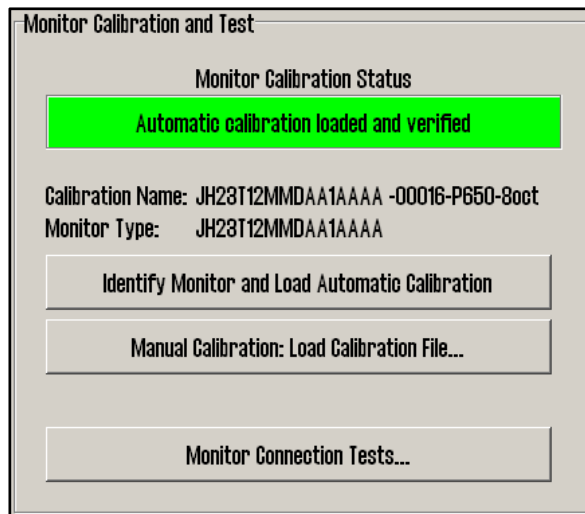 Monitor Calibration and Test
Monitor Calibration Status
Automatic calibration loaded and verified
Calibration Name: JH23T12MMDAA1AAAA -00016-P650-8oct
Monitor Type: JH23T12MMDAA1AAAA
Identify Monitor and Load Automatic Calibration
Manual Calibration: Load Calibration File...
Monitor Connection Tests...